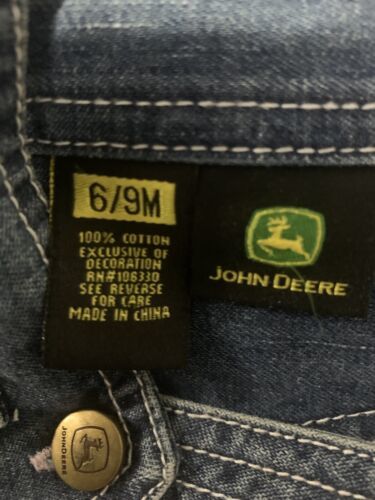 6/9M
100% COTTON
EXCLUSIVE OF
DECORATION
RN#106330
SEE REVERSE
FOR CARE
MADE IN CHINA
JOHN DEERE
JOHN DEERE